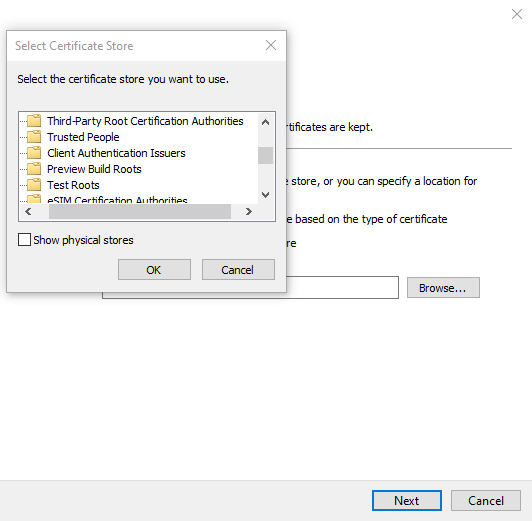 Select Certificate Store
Select the certificate store you want to use.
Third-Party Root Certification Authorities
Trusted People
Client Authentication Issuers
Preview Build Roots
Test Roots
eSIM Certification Authorities
Show physical stores
OK
Cancel
are kept.
store, or you can specify a location for
based on the type of certificate
Browse...
Next
Cancel